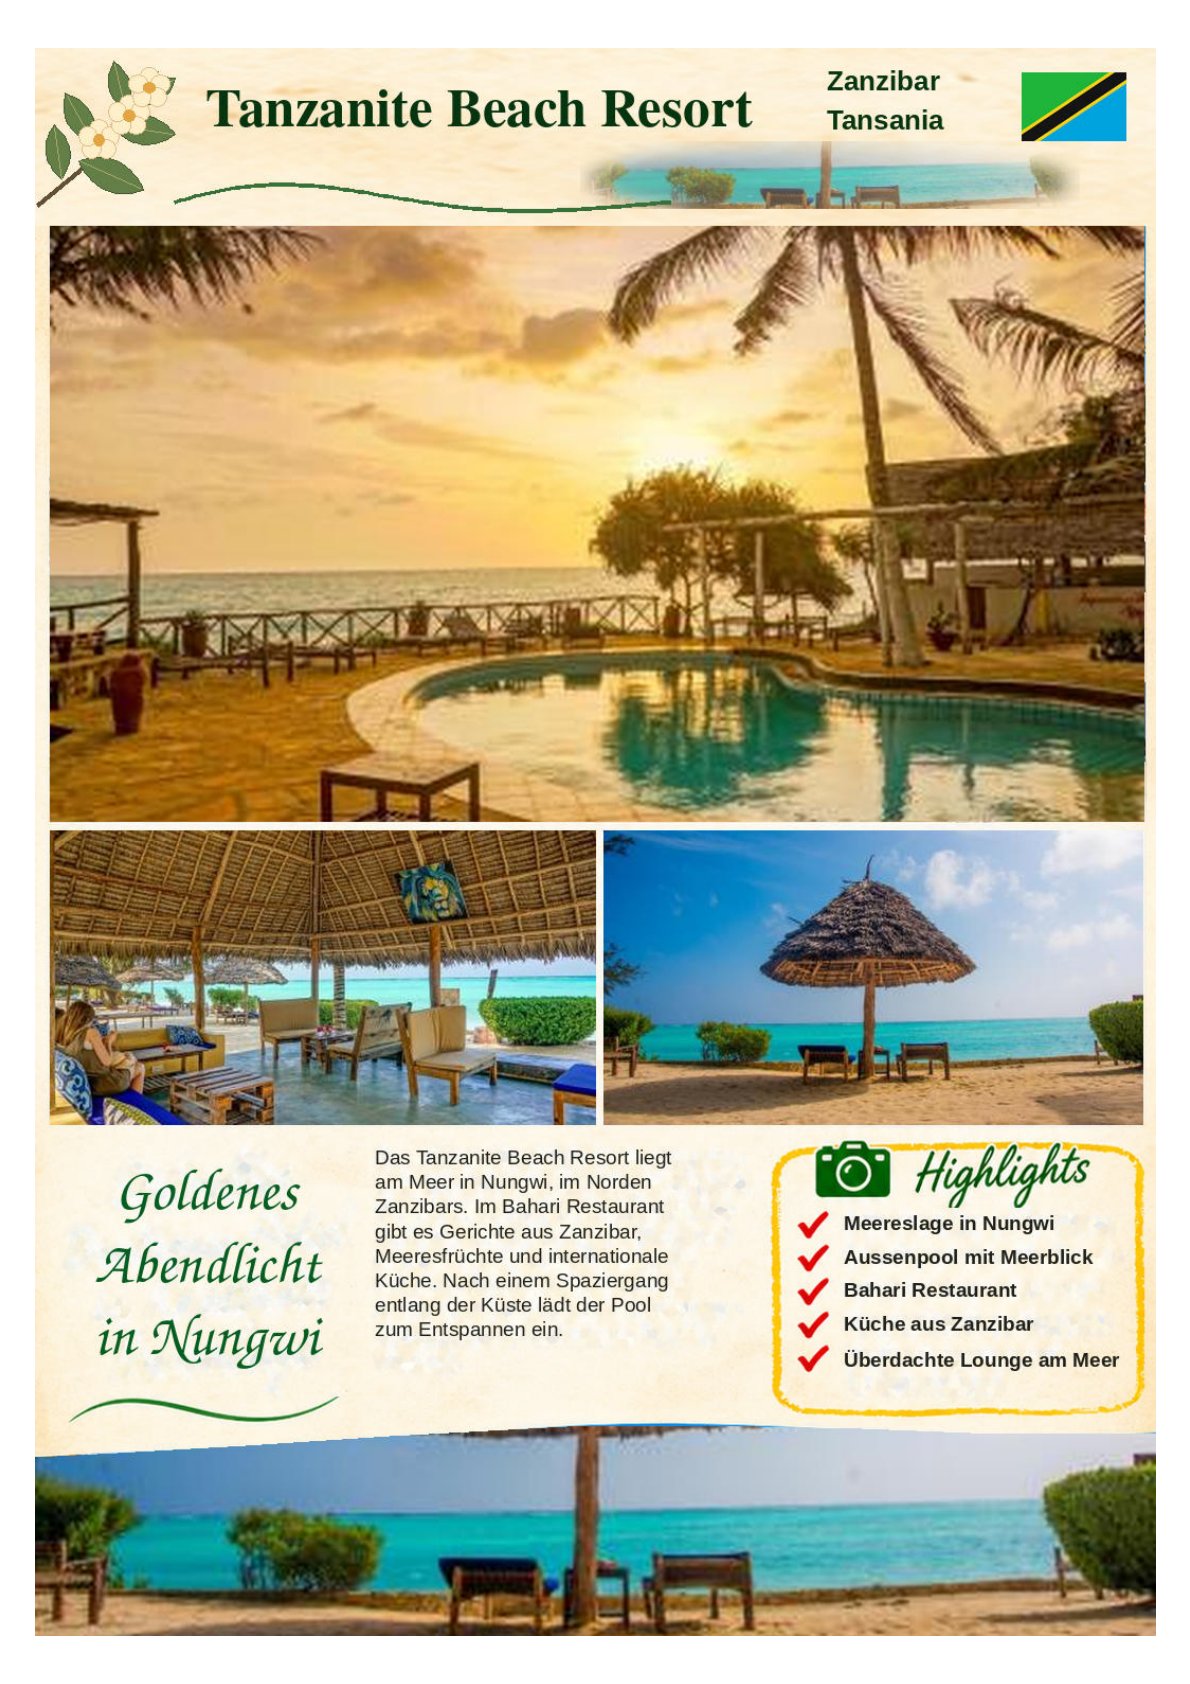 Tanzanite Beach Resort
Zanzibar
Tansania
Goldenes
Abendlicht
in Nungwi
Das Tanzanite Beach Resort liegt
am Meer in Nungwi, im Norden
Zanzibars. Im Bahari Restaurant
gibt es Gerichte aus Zanzibar,
Meeresfrüchte und internationale
Küche. Nach einem Spaziergang
entlang der Küste lädt der Pool
zum Entspannen ein.
Highlights
Meereslage in Nungwi
Aussenpool mit Meerblick
Bahari Restaurant
Küche aus Zanzibar
Überdachte Lounge am Meer